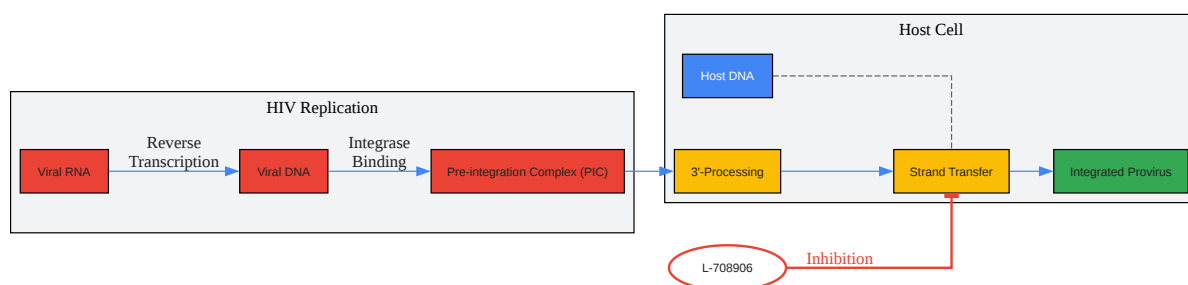 Host Cell
Host DNA
HIV Replication
Reverse
Transcription
Integrase
Binding
Viral RNA
Viral DNA
Pre-integration Complex (PIC)
3'-Processing
Strand Transfer
Integrated Provirus
L-708906
Inhibition